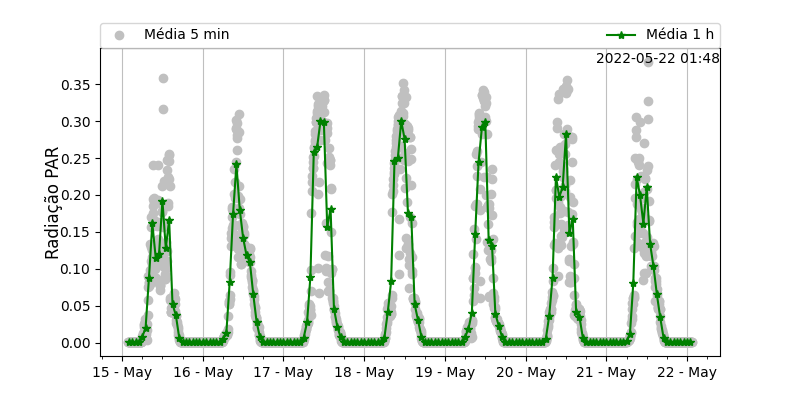 Média 5 min
Média 1 h
2022-05-22 01:48
Radiação PAR
0.35
0.30
0.25
0.20
0.15
0.10
0.05
0.00
15 - May
16 - May
17 - May
18 - May
19 - May
20 - May
21 - May
22 - May